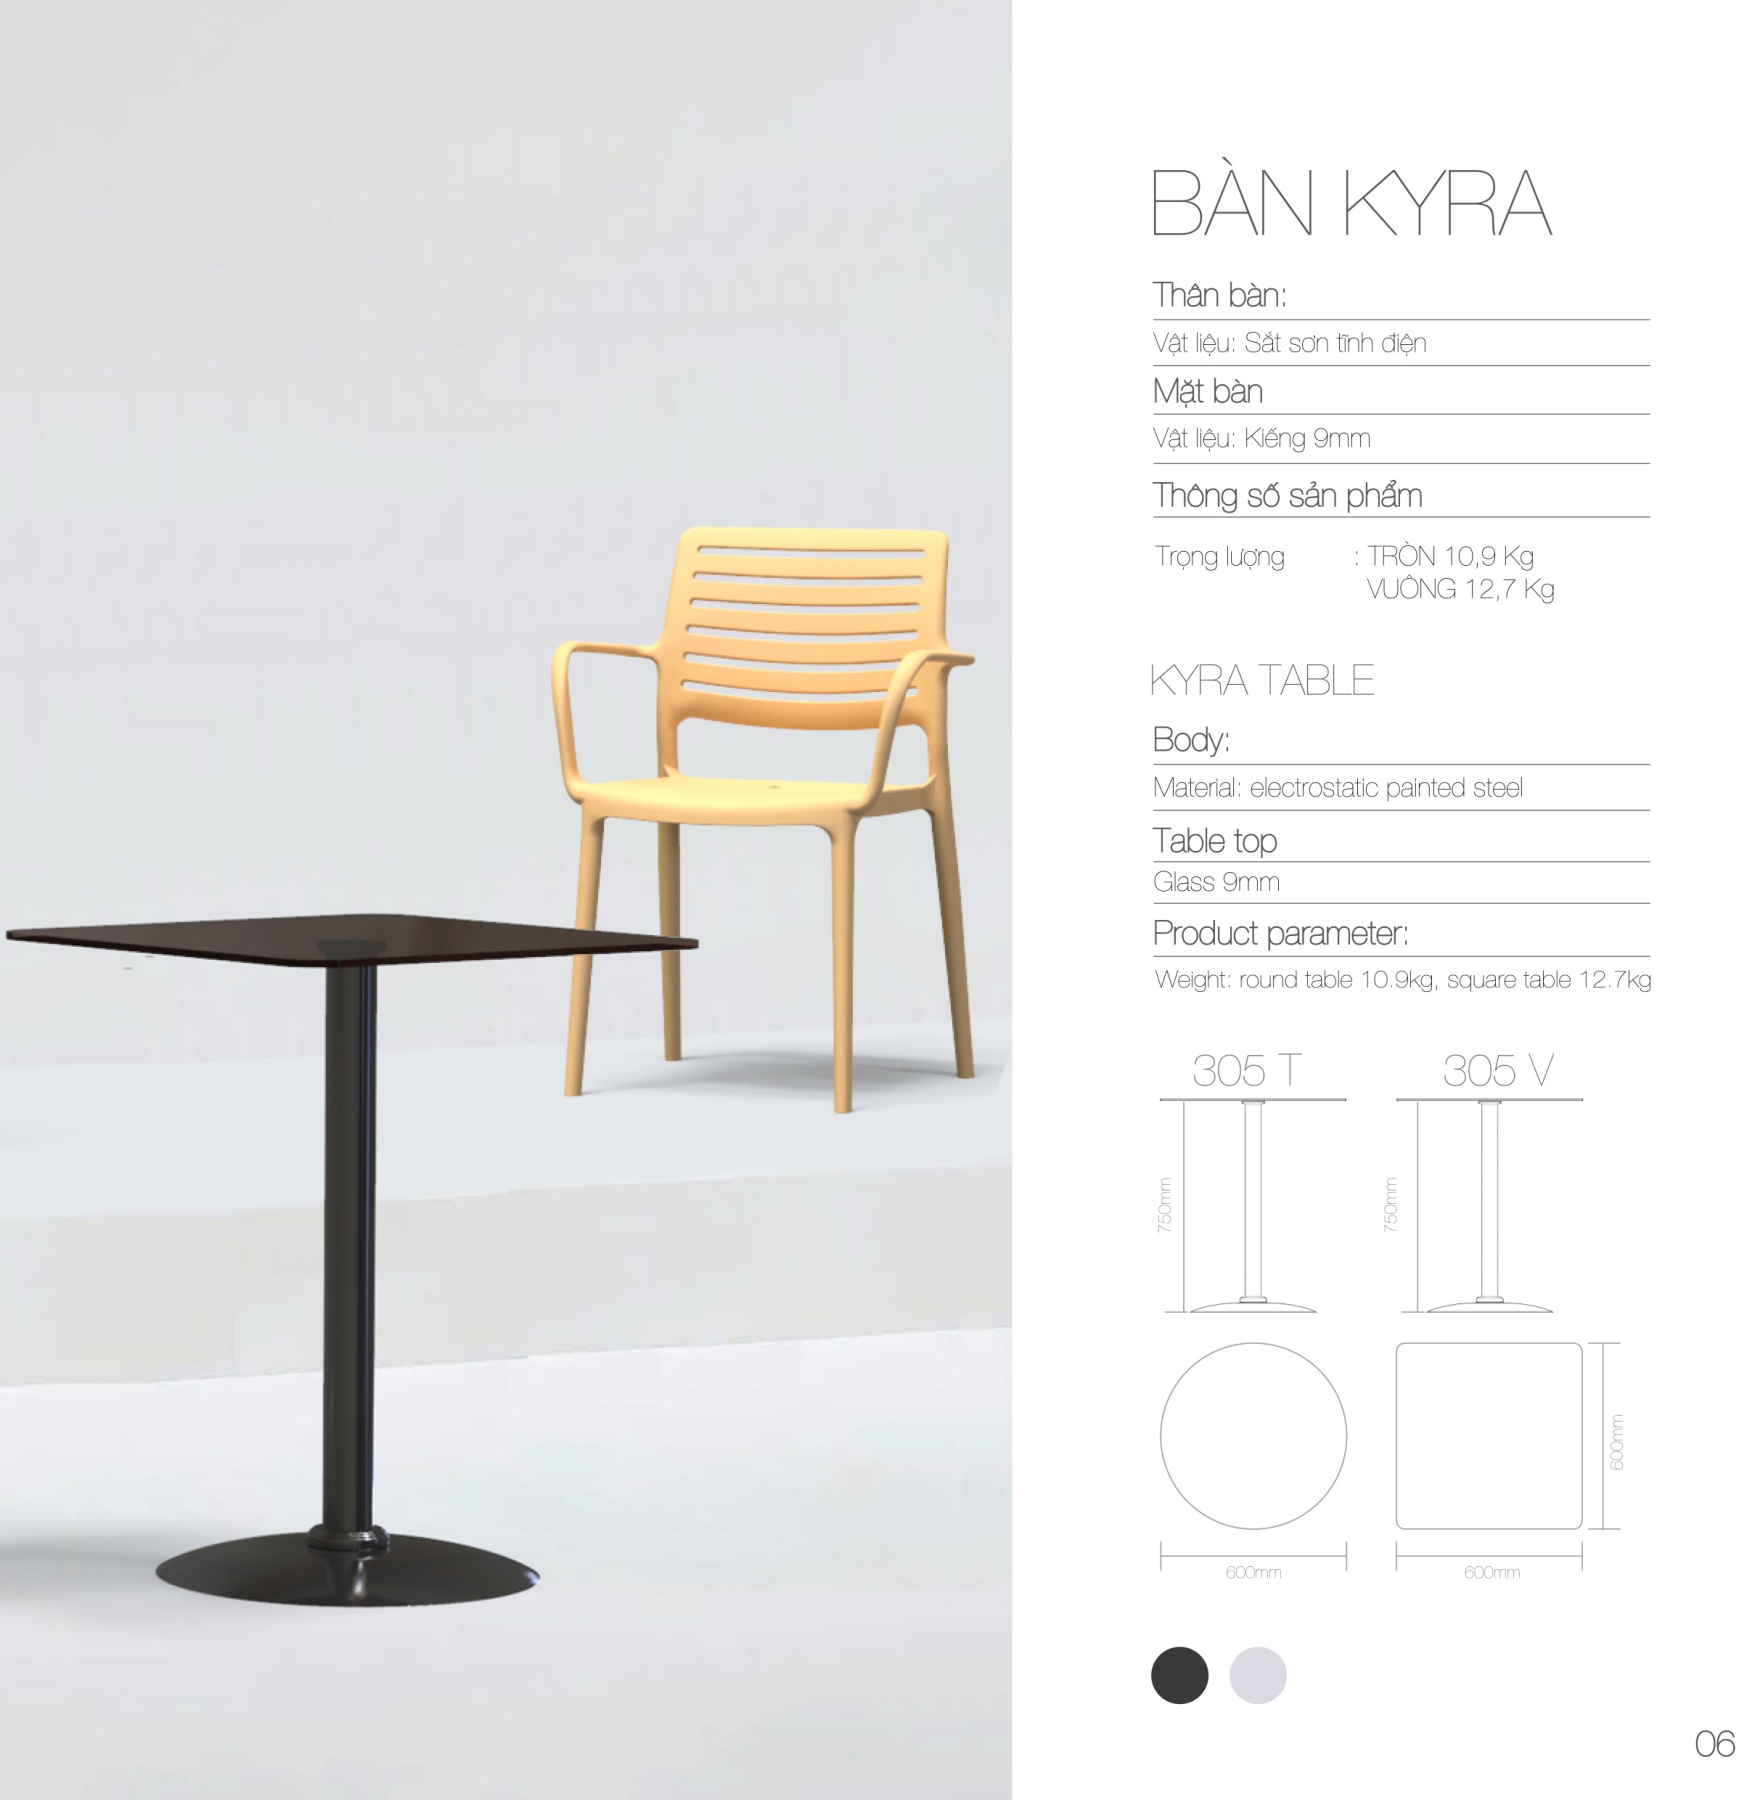 BÀN KYRA
Thân bàn:
Vật liệu: Sắt sơn tĩnh điện
Mặt bàn
Vật liệu: Kiếng 9mm
Thông số sản phẩm
Trọng lượng : TRÒN 10,9 Kg
VUÔNG 12,7 Kg
KYRA TABLE
Body:
Material: electrostatic painted steel
Table top
Glass 9mm
Product parameter:
Weight: round table 10.9kg, square table 12.7kg
305 T 305 V
750mm 750mm
600mm
600mm 600mm
06